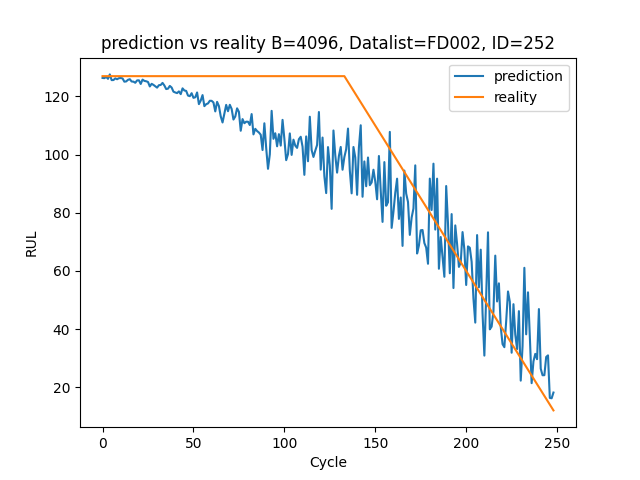 prediction vs reality B=4096, Datalist=FD002, ID=252
prediction
reality
120
100
80
60
40
20
RUL
0 50 100 150 200 250
Cycle